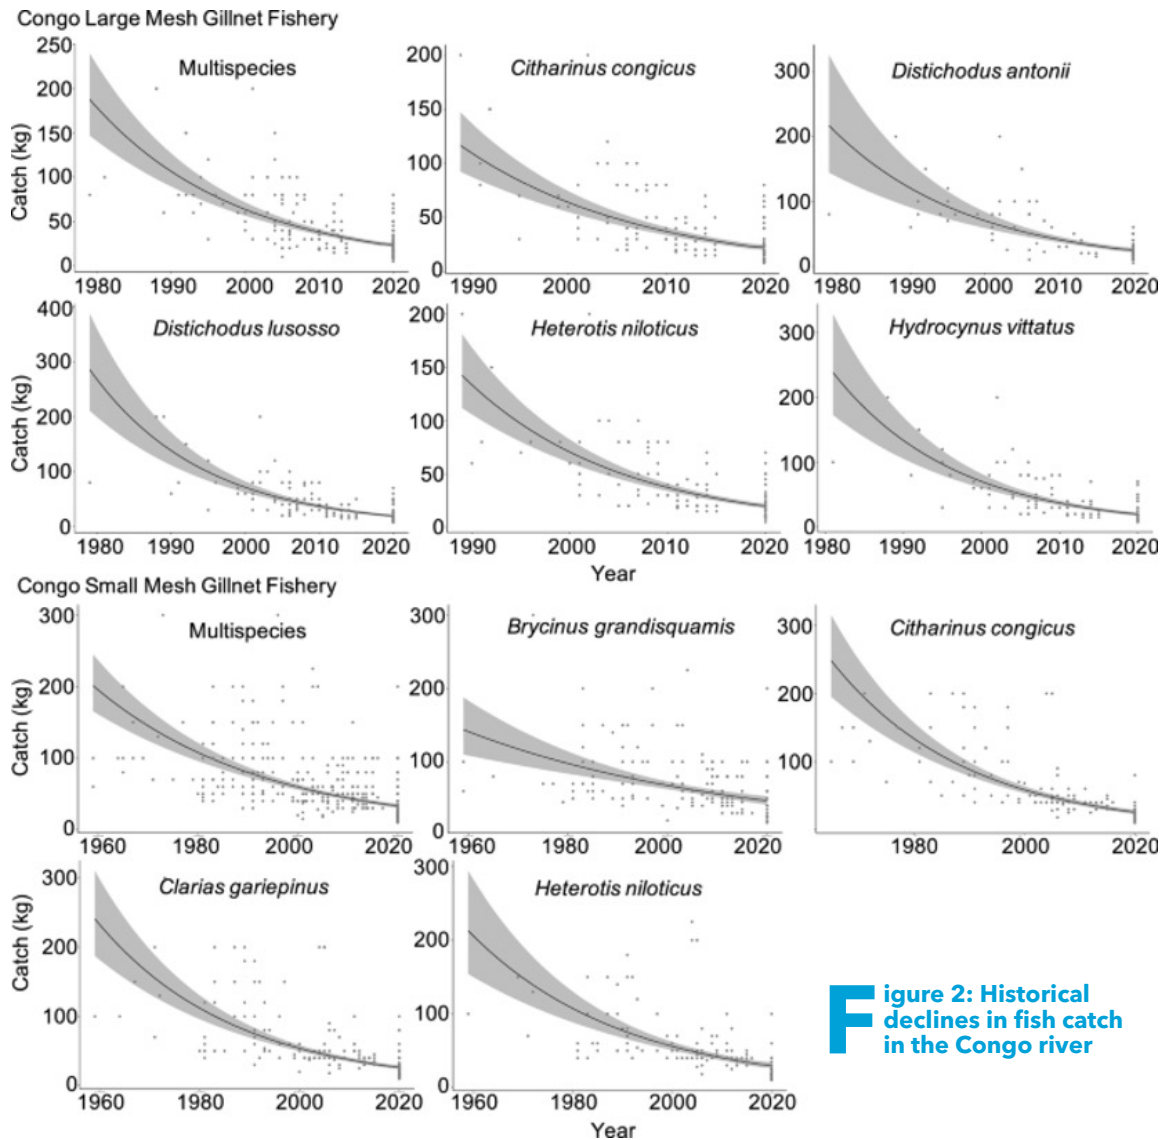 Congo Large Mesh Gillnet Fishery
Multispecies
Catch (kg)
250
200
150
100
50
0
1980 1990 2000 2010 2020
Citharinus congicus
200
150
100
50
0
1990 2000 2010 2020
Distichodus antonii
300
200
100
1980 1990 2000 2010 2020
Distichodus lusosso
Catch (kg)
400
300
200
100
0
1980 1990 2000 2010 2020
Heterotis niloticus
200
150
100
50
0
1990 2000 2010 2020
Year
Hydrocynus vittatus
300
200
100
0
1980 1990 2000 2010 2020
Congo Small Mesh Gillnet Fishery
Multispecies
Catch (kg)
300
200
100
0
1960 1980 2000 2020
Brycinus grandisquamis
300
200
100
0
1960 1980 2000 2020
Citharinus congicus
300
200
100
1980 2000 2020
Clarias gariepinus
Catch (kg)
300
200
100
0
1960 1980 2000 2020
Heterotis niloticus
300
200
100
0
1960 1980 2000 2020
Year
Figure 2: Historical
declines in fish catch
in the Congo river